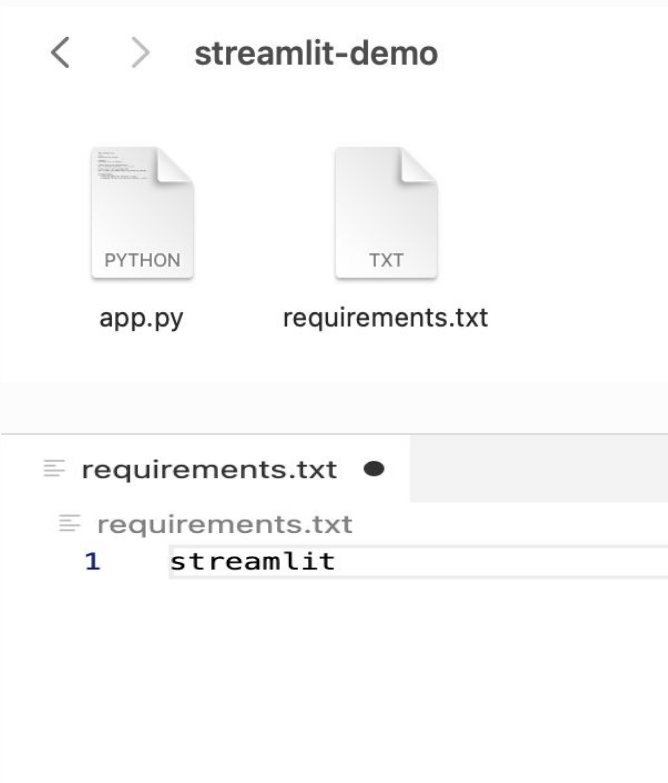 streamlit-demo
PYTHON
TXT
app.py
requirements.txt
requirements.txt
requirements.txt
1 streamlit